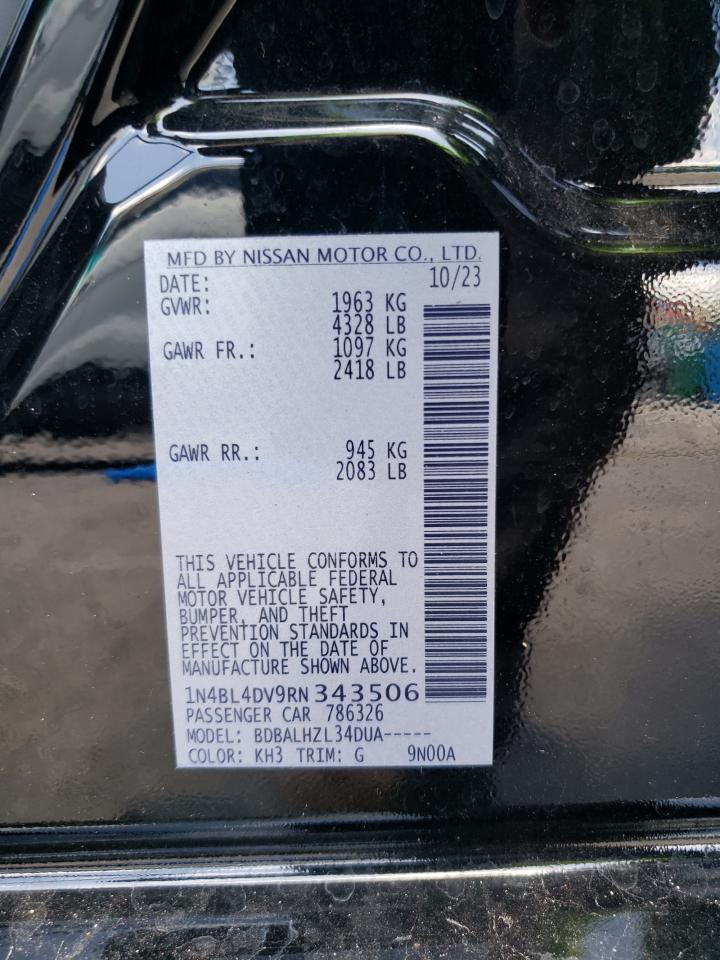 MFD BY NISSAN MOTOR CO., LTD.
DATE: 10/23
GVWR: 1963 KG
4328 LB
GAWR FR.: 1097 KG
2418 LB
GAWR RR.: 945 KG
2083 LB
THIS VEHICLE CONFORMS TO
ALL APPLICABLE FEDERAL
MOTOR VEHICLE SAFETY,
BUMPER, AND THEFT
PREVENTION STANDARDS IN
EFFECT ON THE DATE OF
MANUFACTURE SHOWN ABOVE.
1N4BL4DV9RN343506
PASSENGER CAR 786326
MODEL: BDBALHZL34DUA-----
COLOR: KH3 TRIM: G 9N00A